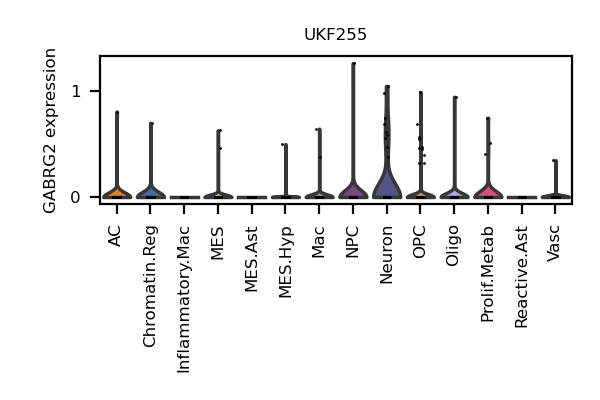 UKF255
GABRG2 expression
1
0
AC
Chromatin.Reg
Inflammatory.Mac
MES
MES.Ast
MES.Hyp
Mac
NPC
Neuron
OPC
Oligo
Prolif.Metab
Reactive.Ast
Vasc